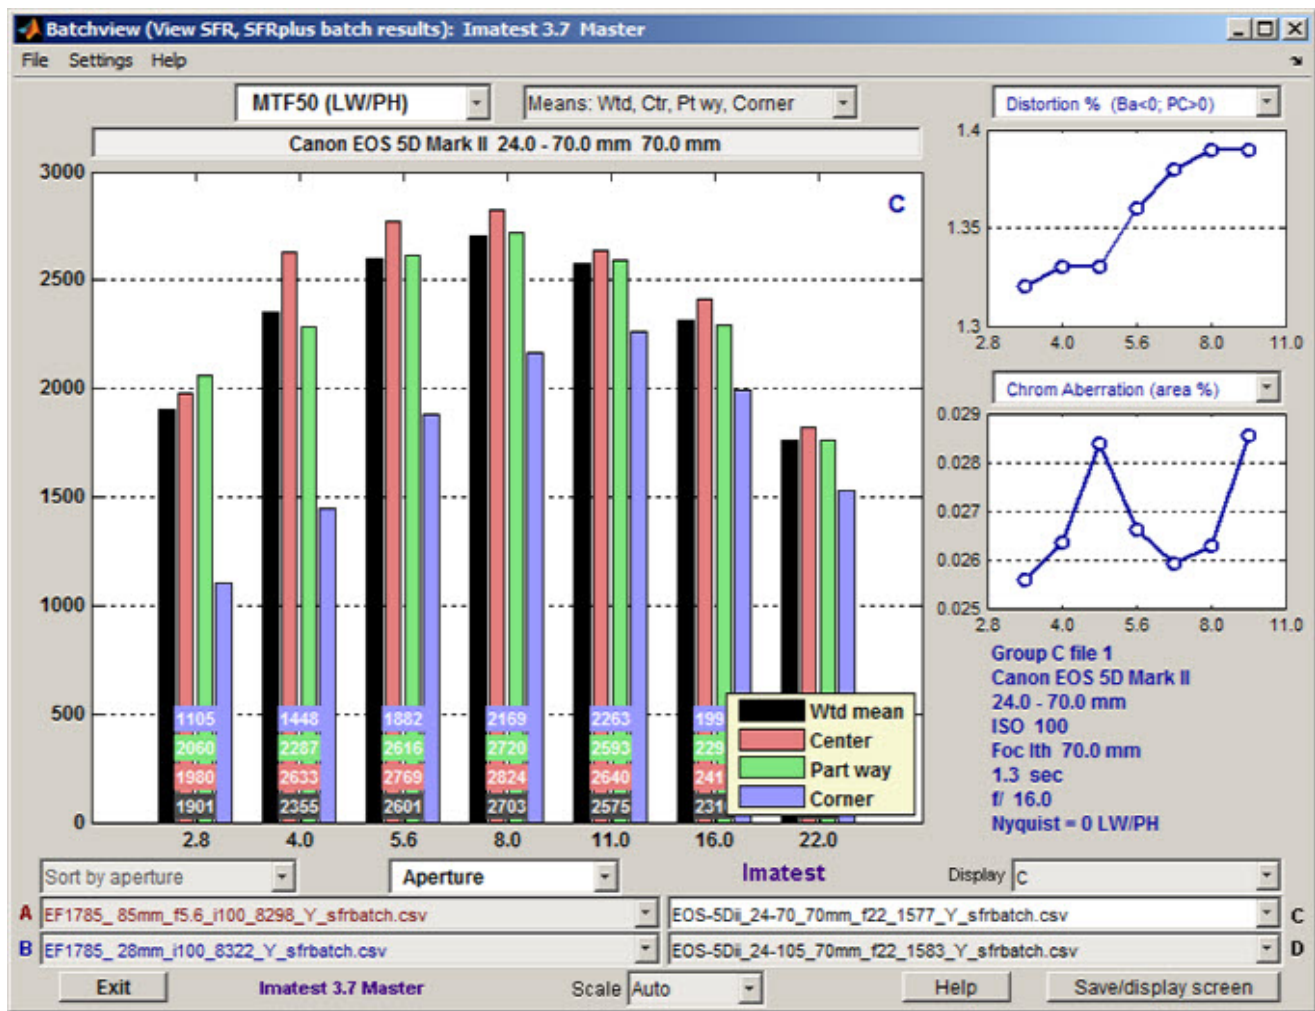 Batchview (View SFR, SFRplus batch results): Imatest 3.7 Master
File Settings Help
MTF50 (LW/PH)
Means: Wtd, Ctr, Pt wy, Corner
Canon EOS 5D Mark II 24.0 - 70.0 mm 70.0 mm
C
3000
2500
2000
1500
1000
500
0
1105 1448 1882 2169 2263 199
2060 2287 2616 2720 2593 229
1980 2633 2769 2824 2640 241
1901 2355 2601 2703 2575 231
Wtd mean
Center
Part way
Corner
2.8 4.0 5.6 8.0 11.0 16.0 22.0
Distortion % (Ba<0; PC>0)
1.4
1.35
1.3
2.8 4.0 5.6 8.0 11.0
Chrom Aberration (area %)
0.029
0.028
0.027
0.026
0.025
2.8 4.0 5.6 8.0 11.0
Group C file 1
Canon EOS 5D Mark II
24.0 - 70.0 mm
ISO 100
Foc lth 70.0 mm
1.3 sec
f/ 16.0
Nyquist = 0 LW/PH
Sort by aperture
Aperture
Imatest
Display C
A EF1785_ 85mm_f5.6_i100_8298_Y_sfrbatch.csv
EOS-5Dii_24-70_70mm_f22_1577_Y_sfrbatch.csv C
B EF1785_ 28mm_i100_8322_Y_sfrbatch.csv
EOS-5Dii_24-105_70mm_f22_1583_Y_sfrbatch.csv D
Exit
Imatest 3.7 Master
Scale Auto
Help
Save/display screen